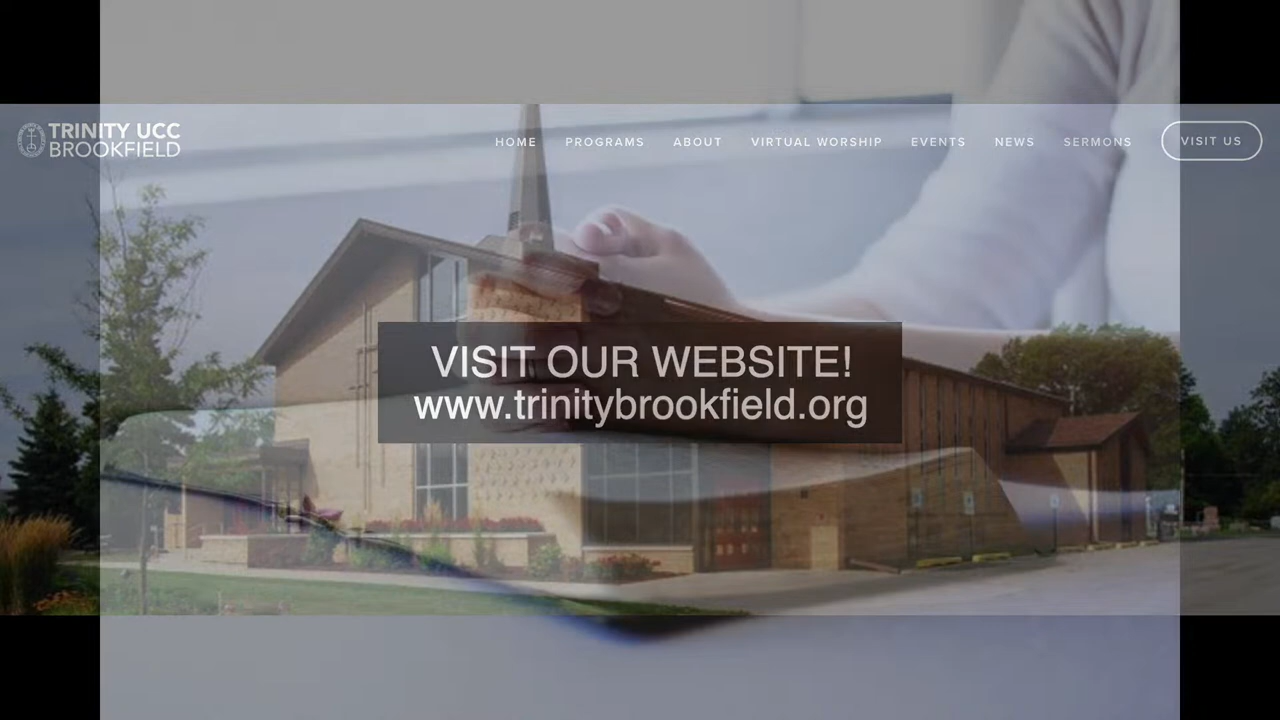 TRINITY UCC
BROOKFIELD
HOME PROGRAMS ABOUT VIRTUAL WORSHIP EVENTS NEWS SERMONS VISIT US
VISIT OUR WEBSITE!
www.trinitybrookfield.org